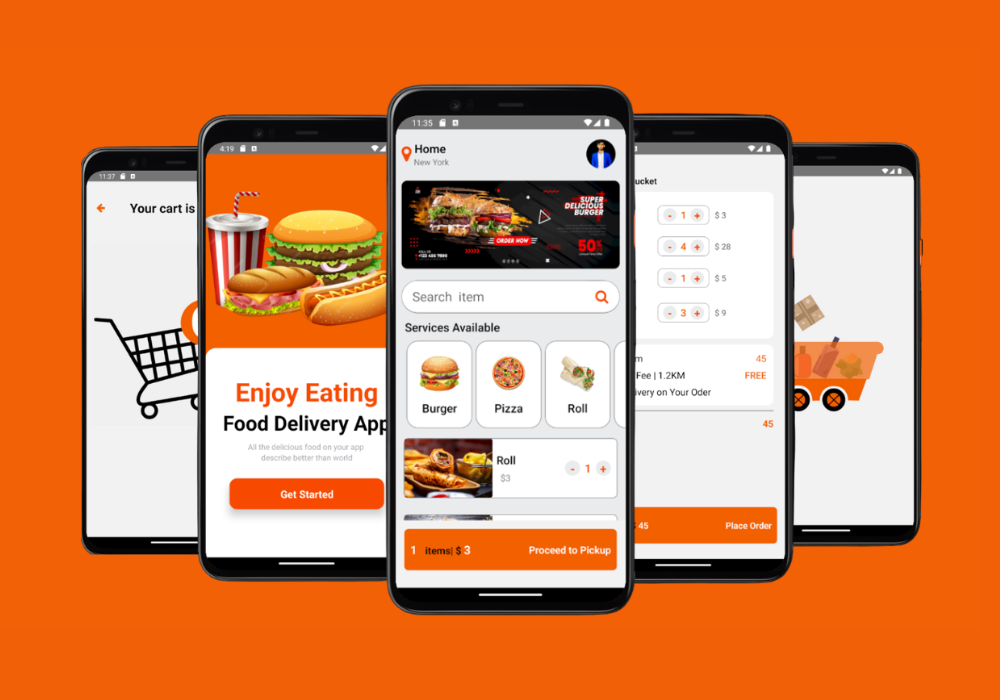 11:37
Your cart is
4:19
Enjoy Eating
Food Delivery App
All the delicious food on your app
describe better than world
Get Started
11:35
Home
New York
SUPER
DELICIOUS
BURGER
ORDER NOW
CALL US
50%
Search item
Services Available
Burger
Pizza
Roll
Roll
$3
- 1 +
1 items| $ 3
Proceed to Pickup
ucket
- 1 + $ 3
- 4 + $ 28
- 1 + $ 5
- 3 + $ 9
m 45
Fee | 1.2KM FREE
ivery on Your Oder
45
45
Place Order